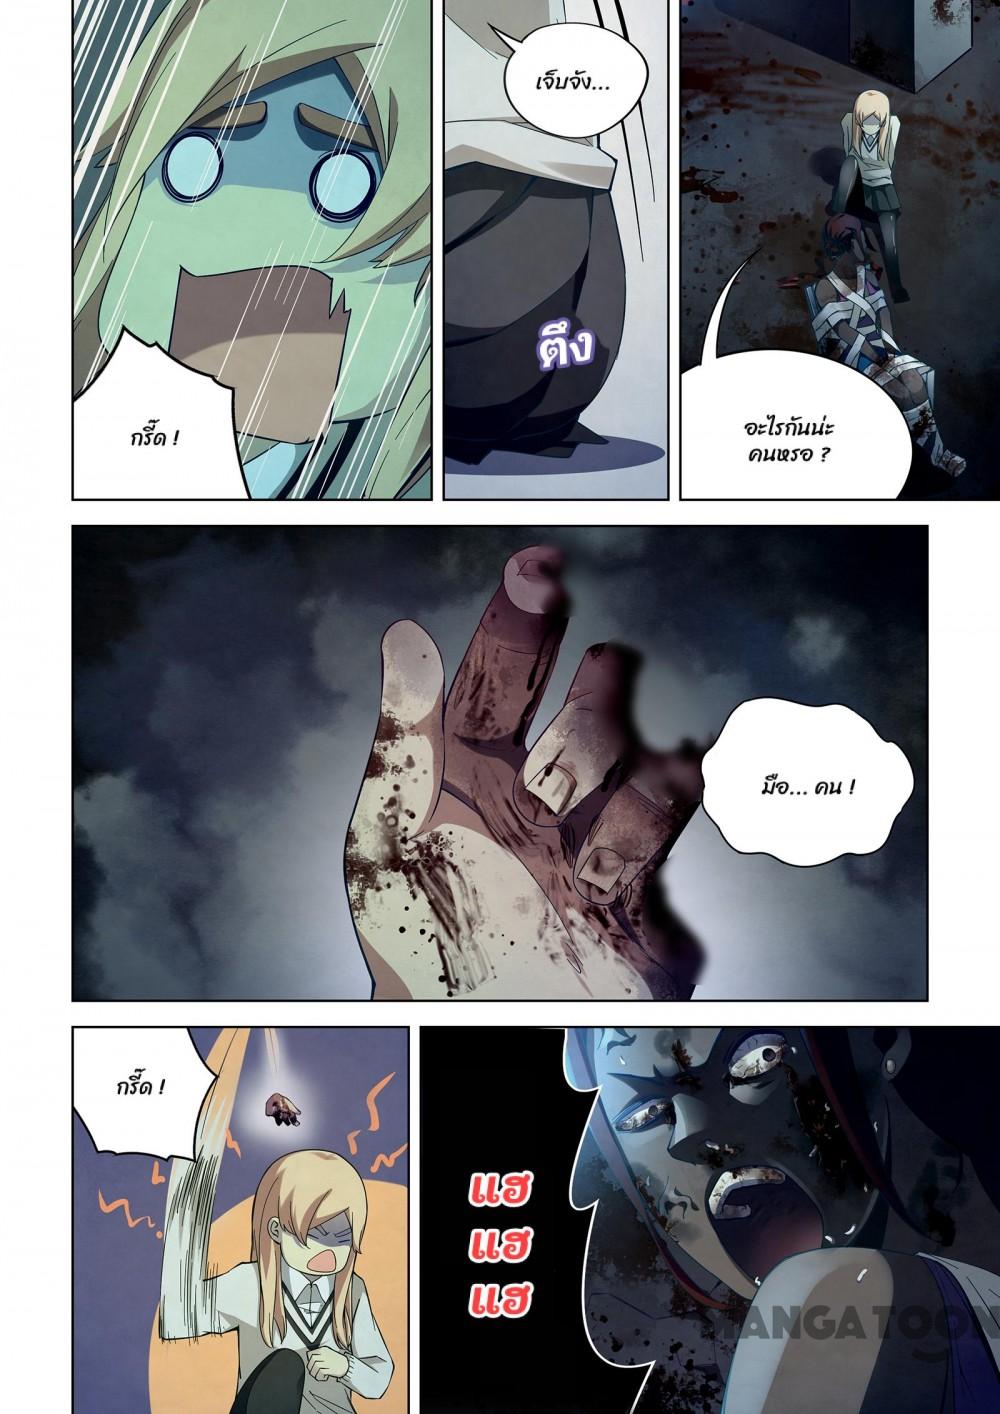 เจ็บจัง...
ตึง
กรี๊ด !
อะไรกันน่ะ
คนหรอ ?
มือ... คน !
กรี๊ด !
แฮ
แฮ
แฮ
MANGATOON